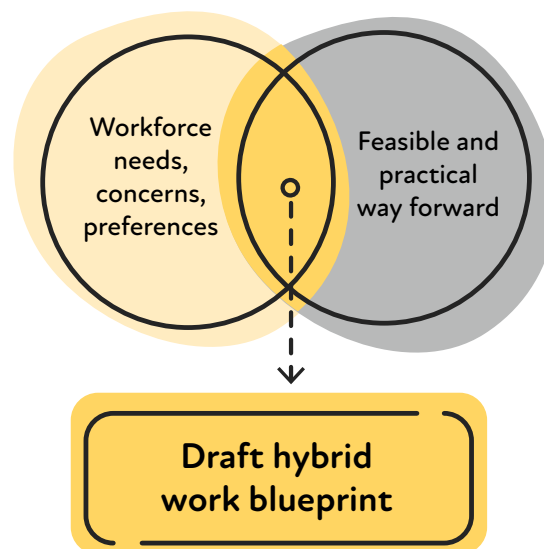 Workforce
needs,
concerns,
preferences
Feasible and
practical
way forward
Draft hybrid
work blueprint